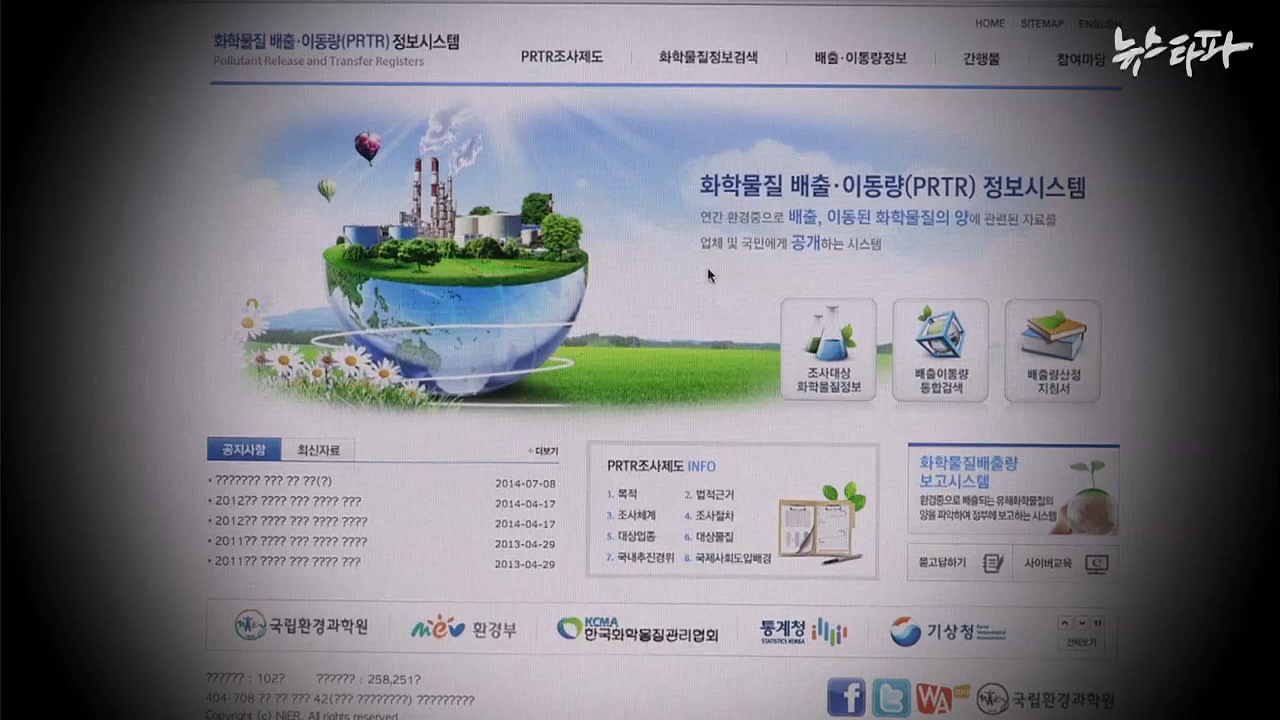 HOME SITEMAP ENGLISH
뉴스타파
화학물질 배출·이동량(PRTR) 정보시스템
Pollutant Release and Transfer Registers
PRTR조사제도 화학물질정보검색 배출·이동량정보 간행물 참여마당
화학물질 배출·이동량(PRTR) 정보시스템
연간 환경중으로 배출, 이동된 화학물질의 양에 관련된 자료를
업체 및 국민에게 공개하는 시스템
조사대상
화학물질정보
배출이동량
통합검색
배출량산정
지침서
공지사항 최신자료 + 더보기
• ??????? ??? ?? ??(?) 2014-07-08
• 2012?? ???? ??? ???? ??? 2014-04-17
• 2012?? ???? ??? ???? ???? 2014-04-17
• 2011?? ???? ??? ???? ???? 2013-04-29
• 2011?? ???? ??? ???? ??? 2013-04-29
PRTR조사제도 INFO
1. 목적 2. 법적근거
3. 조사체계 4. 조사절차
5. 대상업종 6. 대상물질
7. 국내추진경위 8. 국제사회도입배경
화학물질배출량
보고시스템
환경중으로 배출되는 유해화학물질의
양을 파악하여 정부에 보고하는 시스템
묻고답하기 사이버교육
국립환경과학원
mev 환경부
KCMA
한국화학물질관리협회
통계청
STATISTICS KOREA
기상청
전체보기
?????? : 102? ?????? : 258,251?
404-708 ?? ?? ??? 42(??? ????????) ?????????
Copyright (c) NIER. All rights reserved.
WA
국립환경과학원